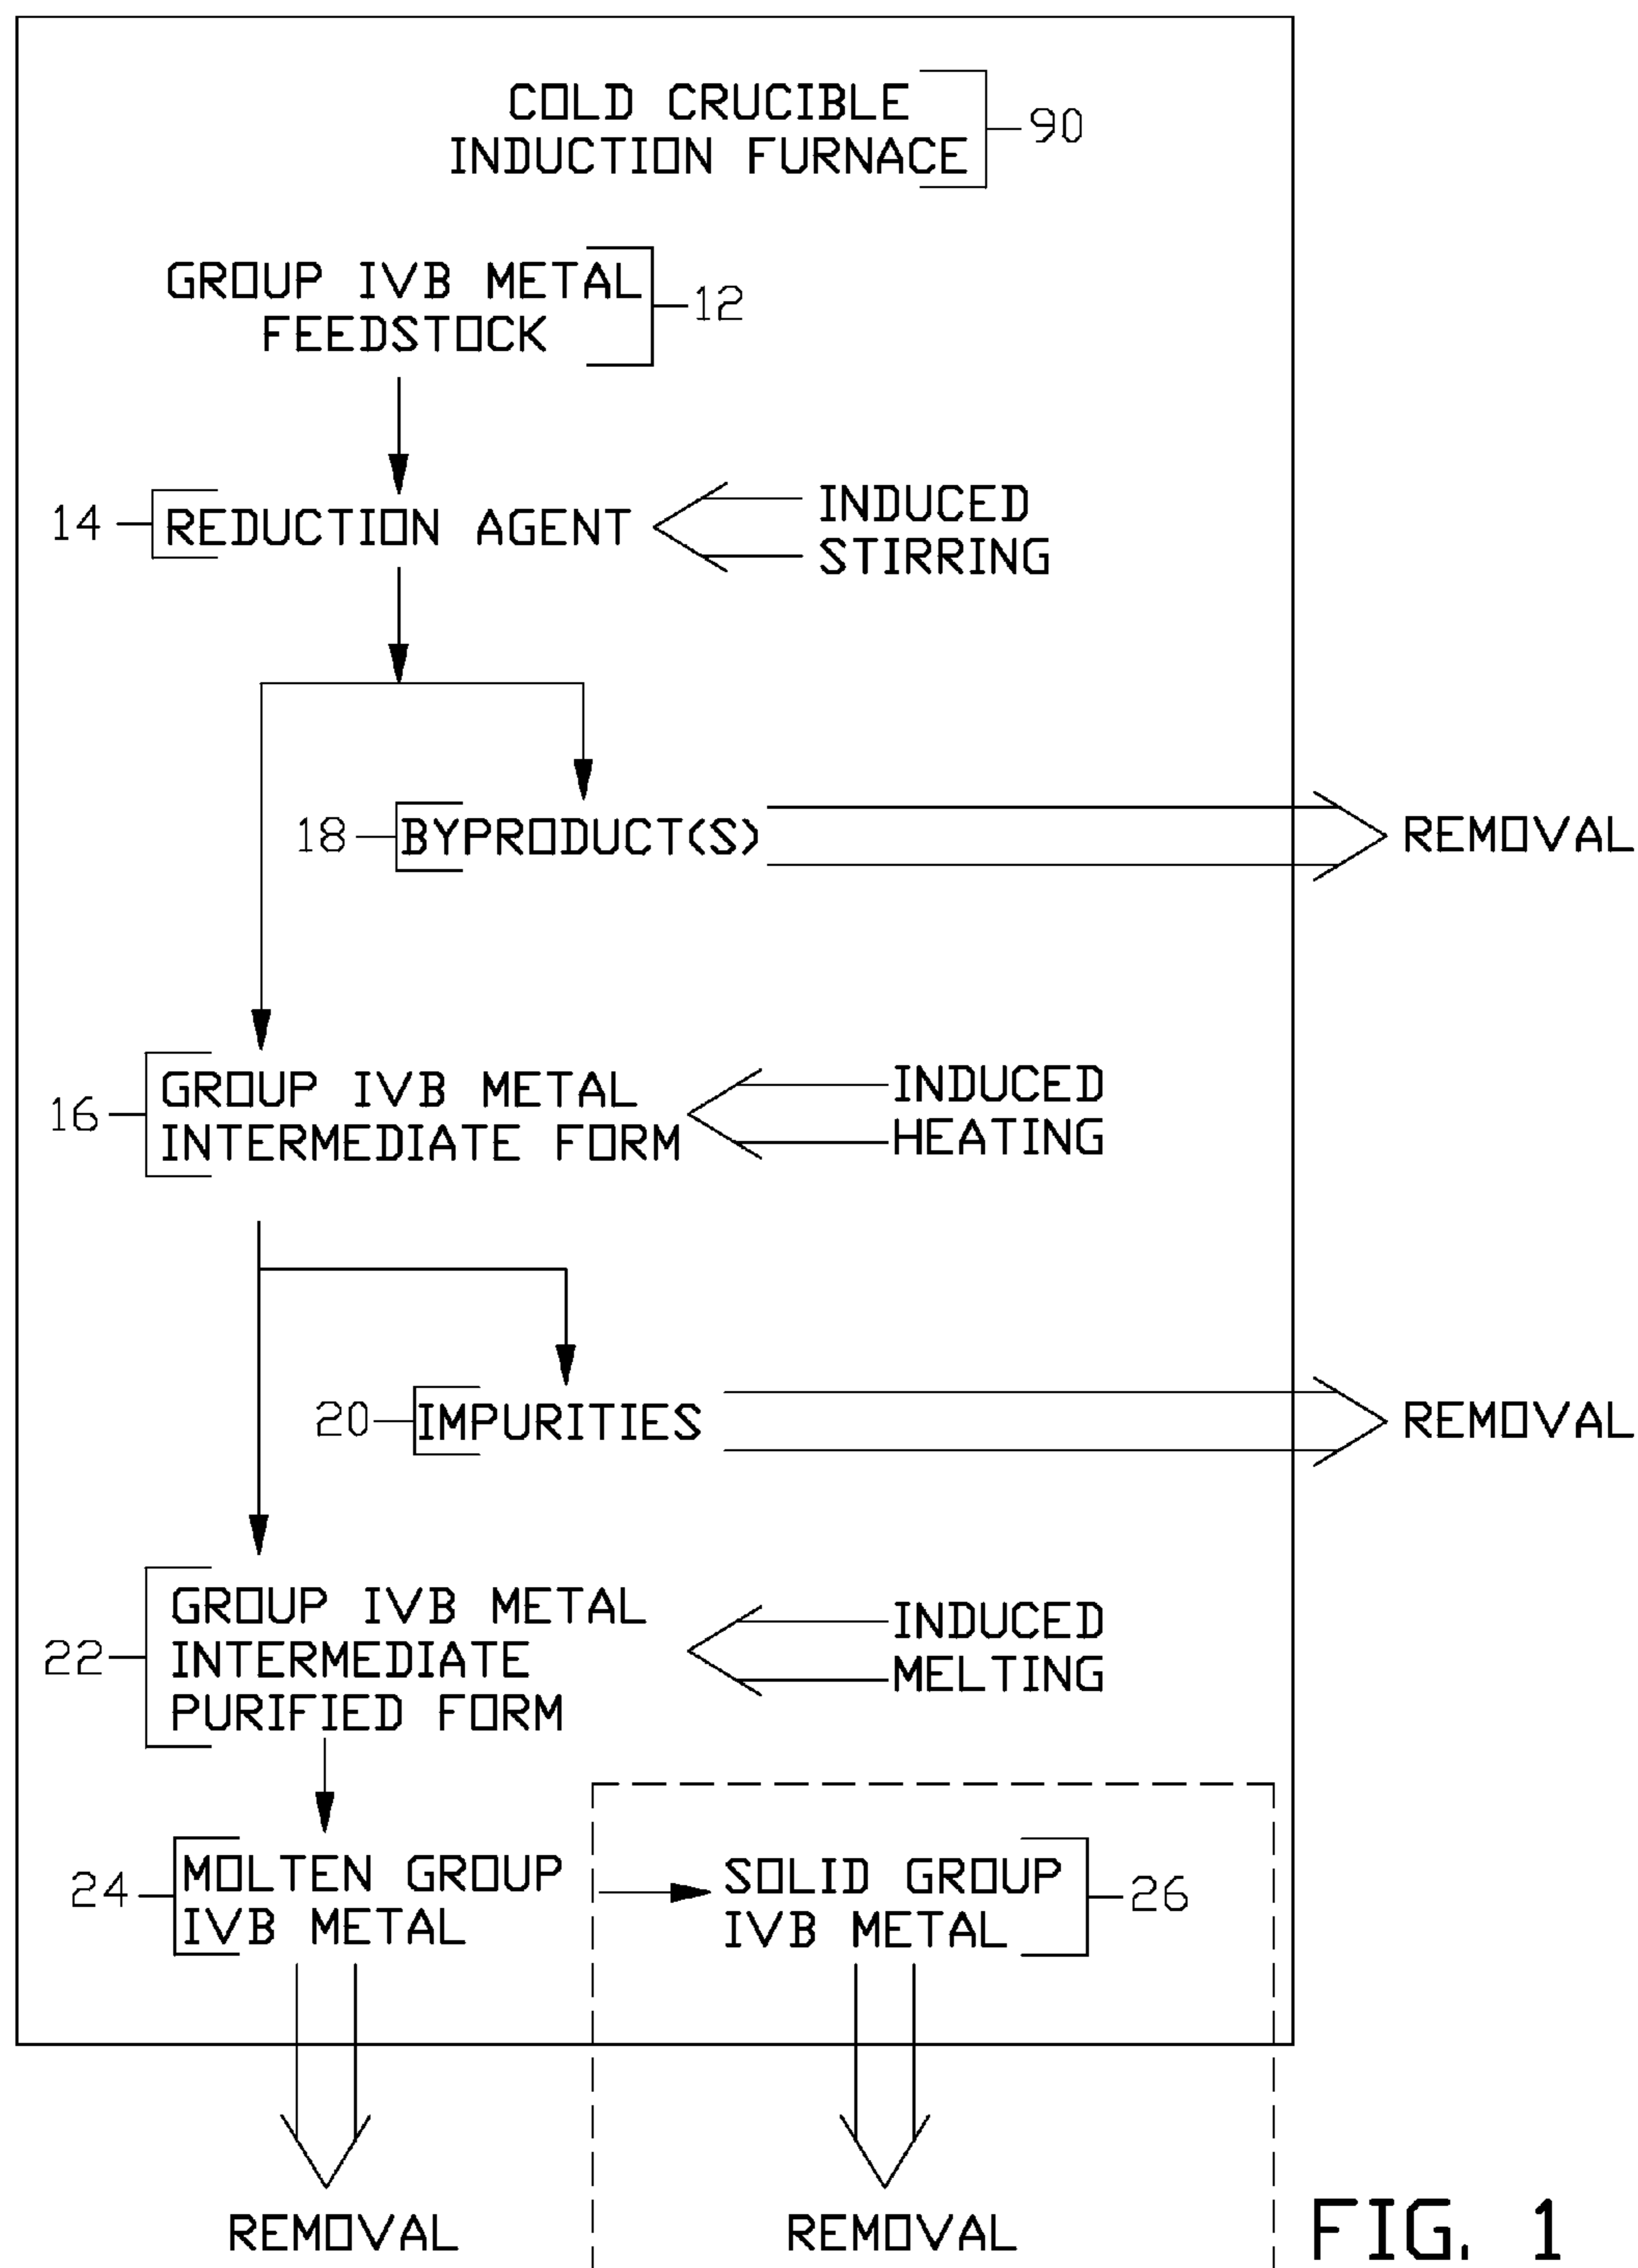 COLD CRUCIBLE
INDUCTION FURNACE
90
GROUP IVB METAL
FEEDSTOCK
12
14
REDUCTION AGENT
INDUCED
STIRRING
18
BYPRODUCT(S)
REMOVAL
16
GROUP IVB METAL
INTERMEDIATE FORM
INDUCED
HEATING
20
IMPURITIES
REMOVAL
22
GROUP IVB METAL
INTERMEDIATE
PURIFIED FORM
INDUCED
MELTING
24
MOLTEN GROUP
IVB METAL
SOLID GROUP
IVB METAL
26
REMOVAL
REMOVAL
FIG. 1